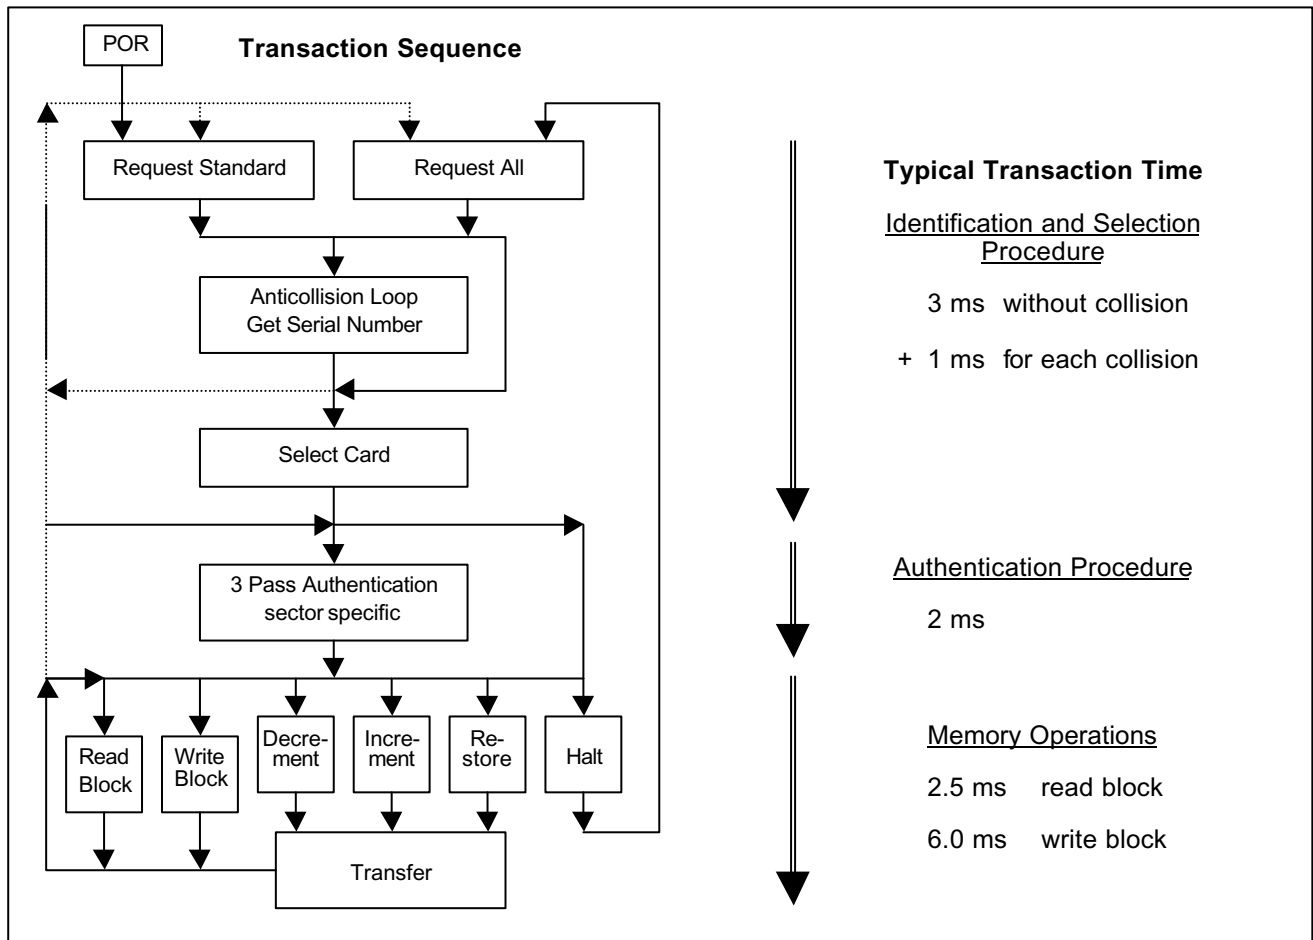 POR
Transaction Sequence
Request Standard
Request All
Anticollision Loop
Get Serial Number
Select Card
3 Pass Authentication
sector specific
Read
Block
Write
Block
Decre-
ment
Incre-
ment
Re-
store
Halt
Transfer
Typical Transaction Time
Identification and Selection
Procedure
3 ms without collision
+ 1 ms for each collision
Authentication Procedure
2 ms
Memory Operations
2.5 ms read block
6.0 ms write block